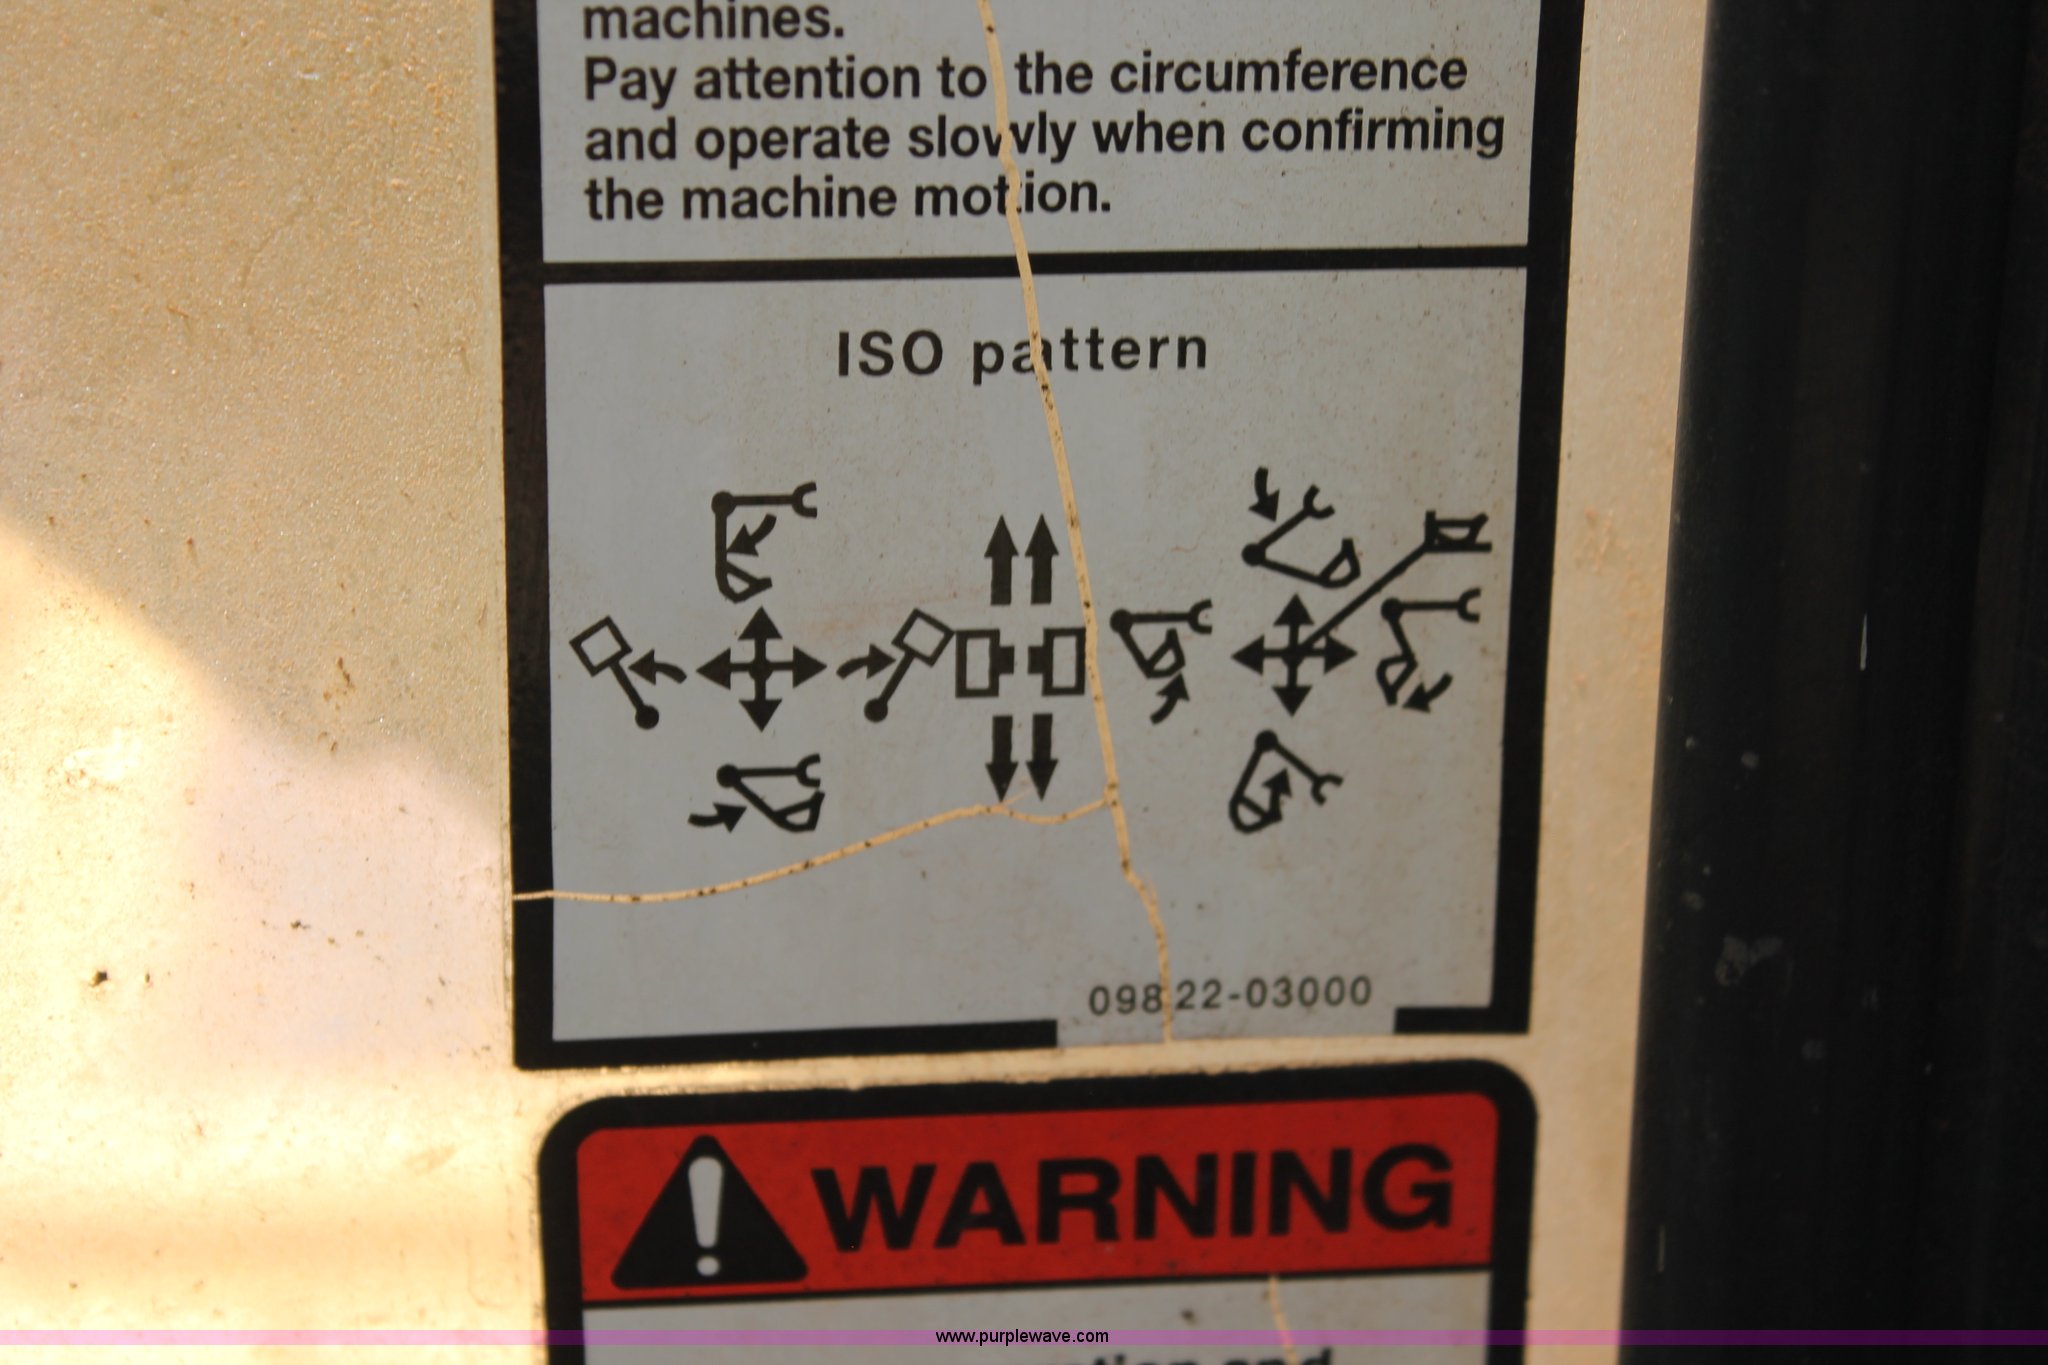 machines.
Pay attention to the circumference
and operate slowly when confirming
the machine motion.
ISO pattern
09822-03000
WARNING
www.purplewave.com
and